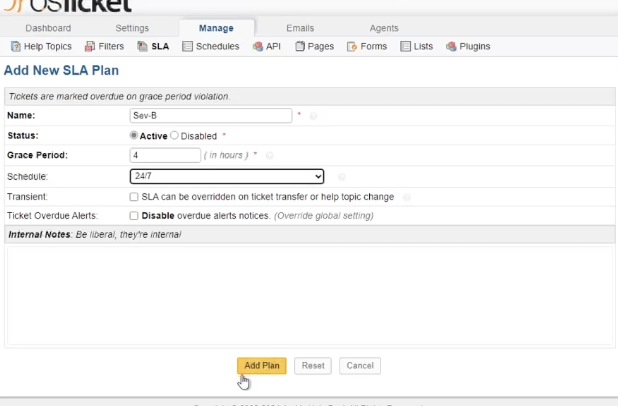 osTicket
Dashboard Settings Manage Emails Agents
Help Topics Filters SLA Schedules API Pages Forms Lists Plugins
Add New SLA Plan
Tickets are marked overdue on grace period violation.
Name: Sev-B *
Status: Active Disabled *
Grace Period: 4 ( in hours ) *
Schedule: 24/7
Transient: SLA can be overridden on ticket transfer or help topic change
Ticket Overdue Alerts: Disable overdue alerts notices. (Override global setting)
Internal Notes: Be liberal, they're internal
Add Plan Reset Cancel